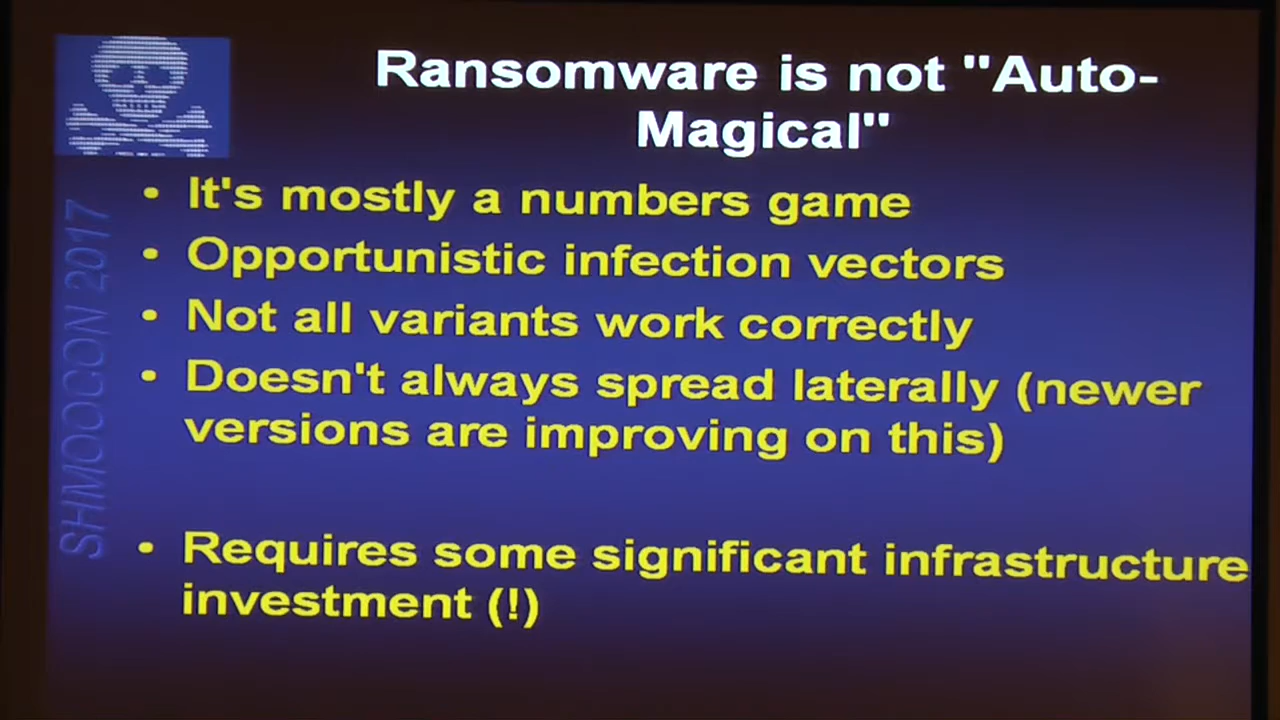 Ransomware is not "Auto-
Magical"
• It's mostly a numbers game
• Opportunistic infection vectors
• Not all variants work correctly
• Doesn't always spread laterally (newer
versions are improving on this)
• Requires some significant infrastructure
investment (!)
SHMOOCON 2017